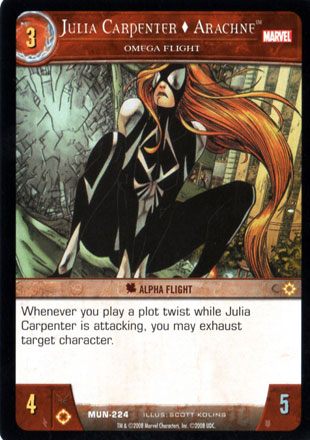 3
Julia Carpenter ♦ Arachne™
MARVEL
OMEGA FLIGHT
ALPHA FLIGHT
C
Whenever you play a plot twist while Julia
Carpenter is attacking, you may exhaust
target character.
4
MUN-224 ILLUS: SCOTT KOLINS
5
TM & ©2008 Marvel Characters, Inc. ©2008 UDC.